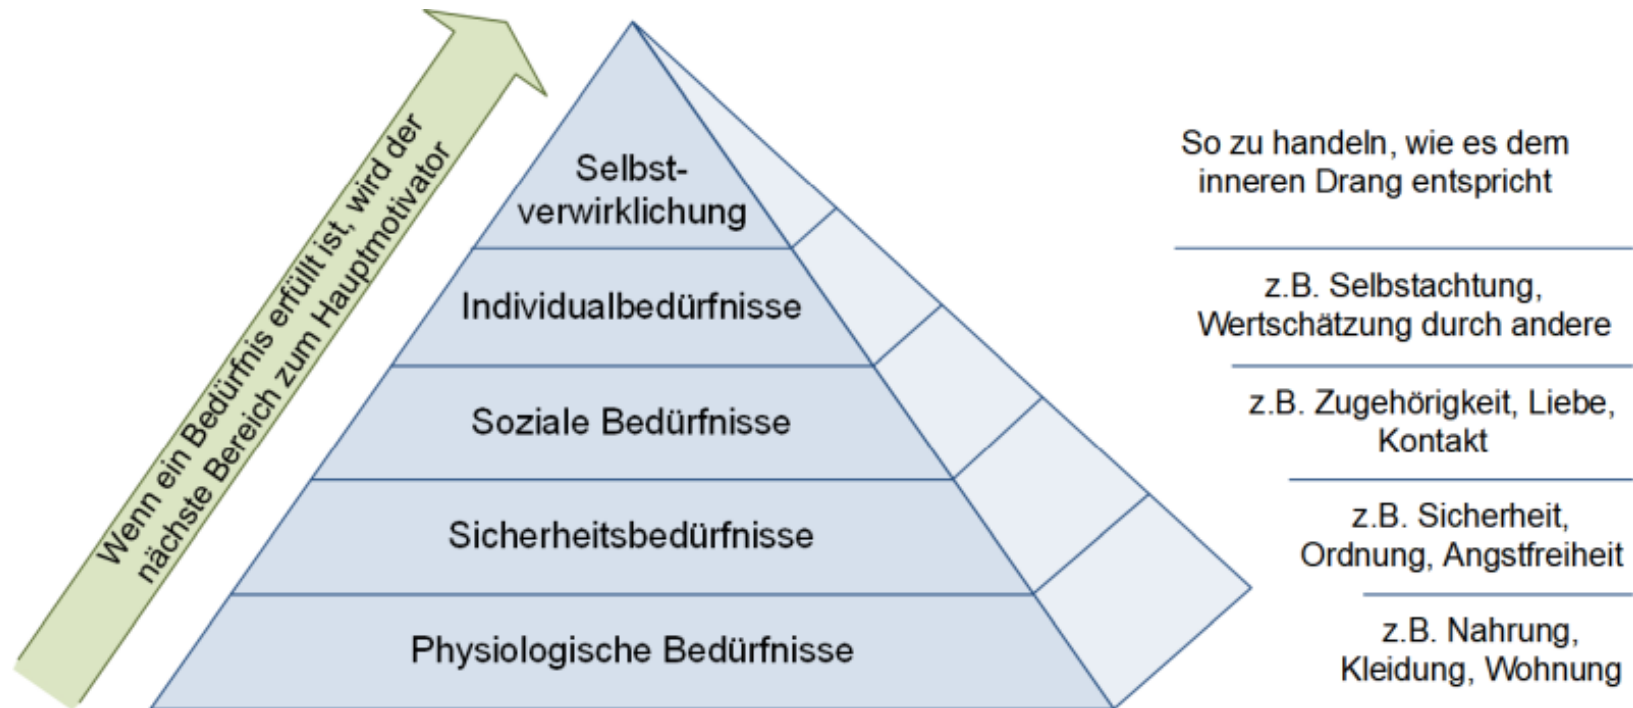 Wenn ein Bedürfnis erfüllt ist, wird der
nächste Bereich zum Hauptmotivator
Selbst-
verwirklichung
So zu handeln, wie es dem
inneren Drang entspricht
Individualbedürfnisse
z.B. Selbstachtung,
Wertschätzung durch andere
Soziale Bedürfnisse
z.B. Zugehörigkeit, Liebe,
Kontakt
Sicherheitsbedürfnisse
z.B. Sicherheit,
Ordnung, Angstfreiheit
Physiologische Bedürfnisse
z.B. Nahrung,
Kleidung, Wohnung